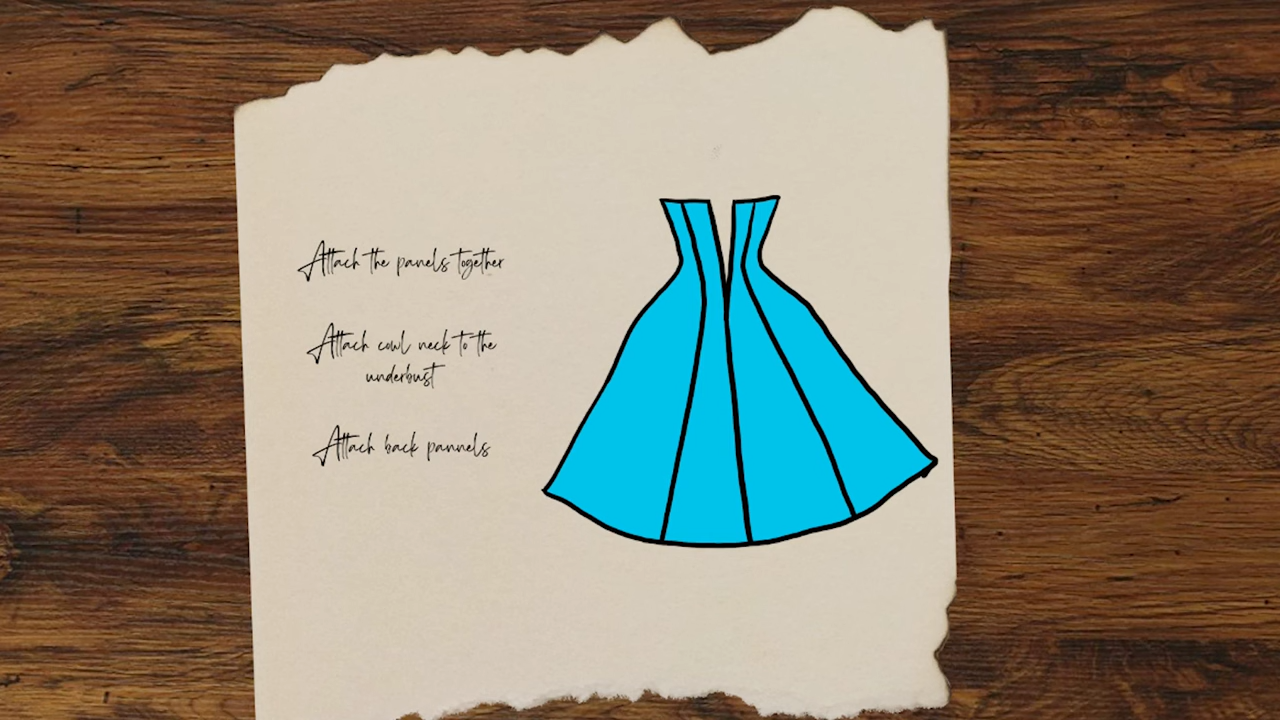 Attach the panels together
Attach cowl neck to the
underbust
Attach back pannels